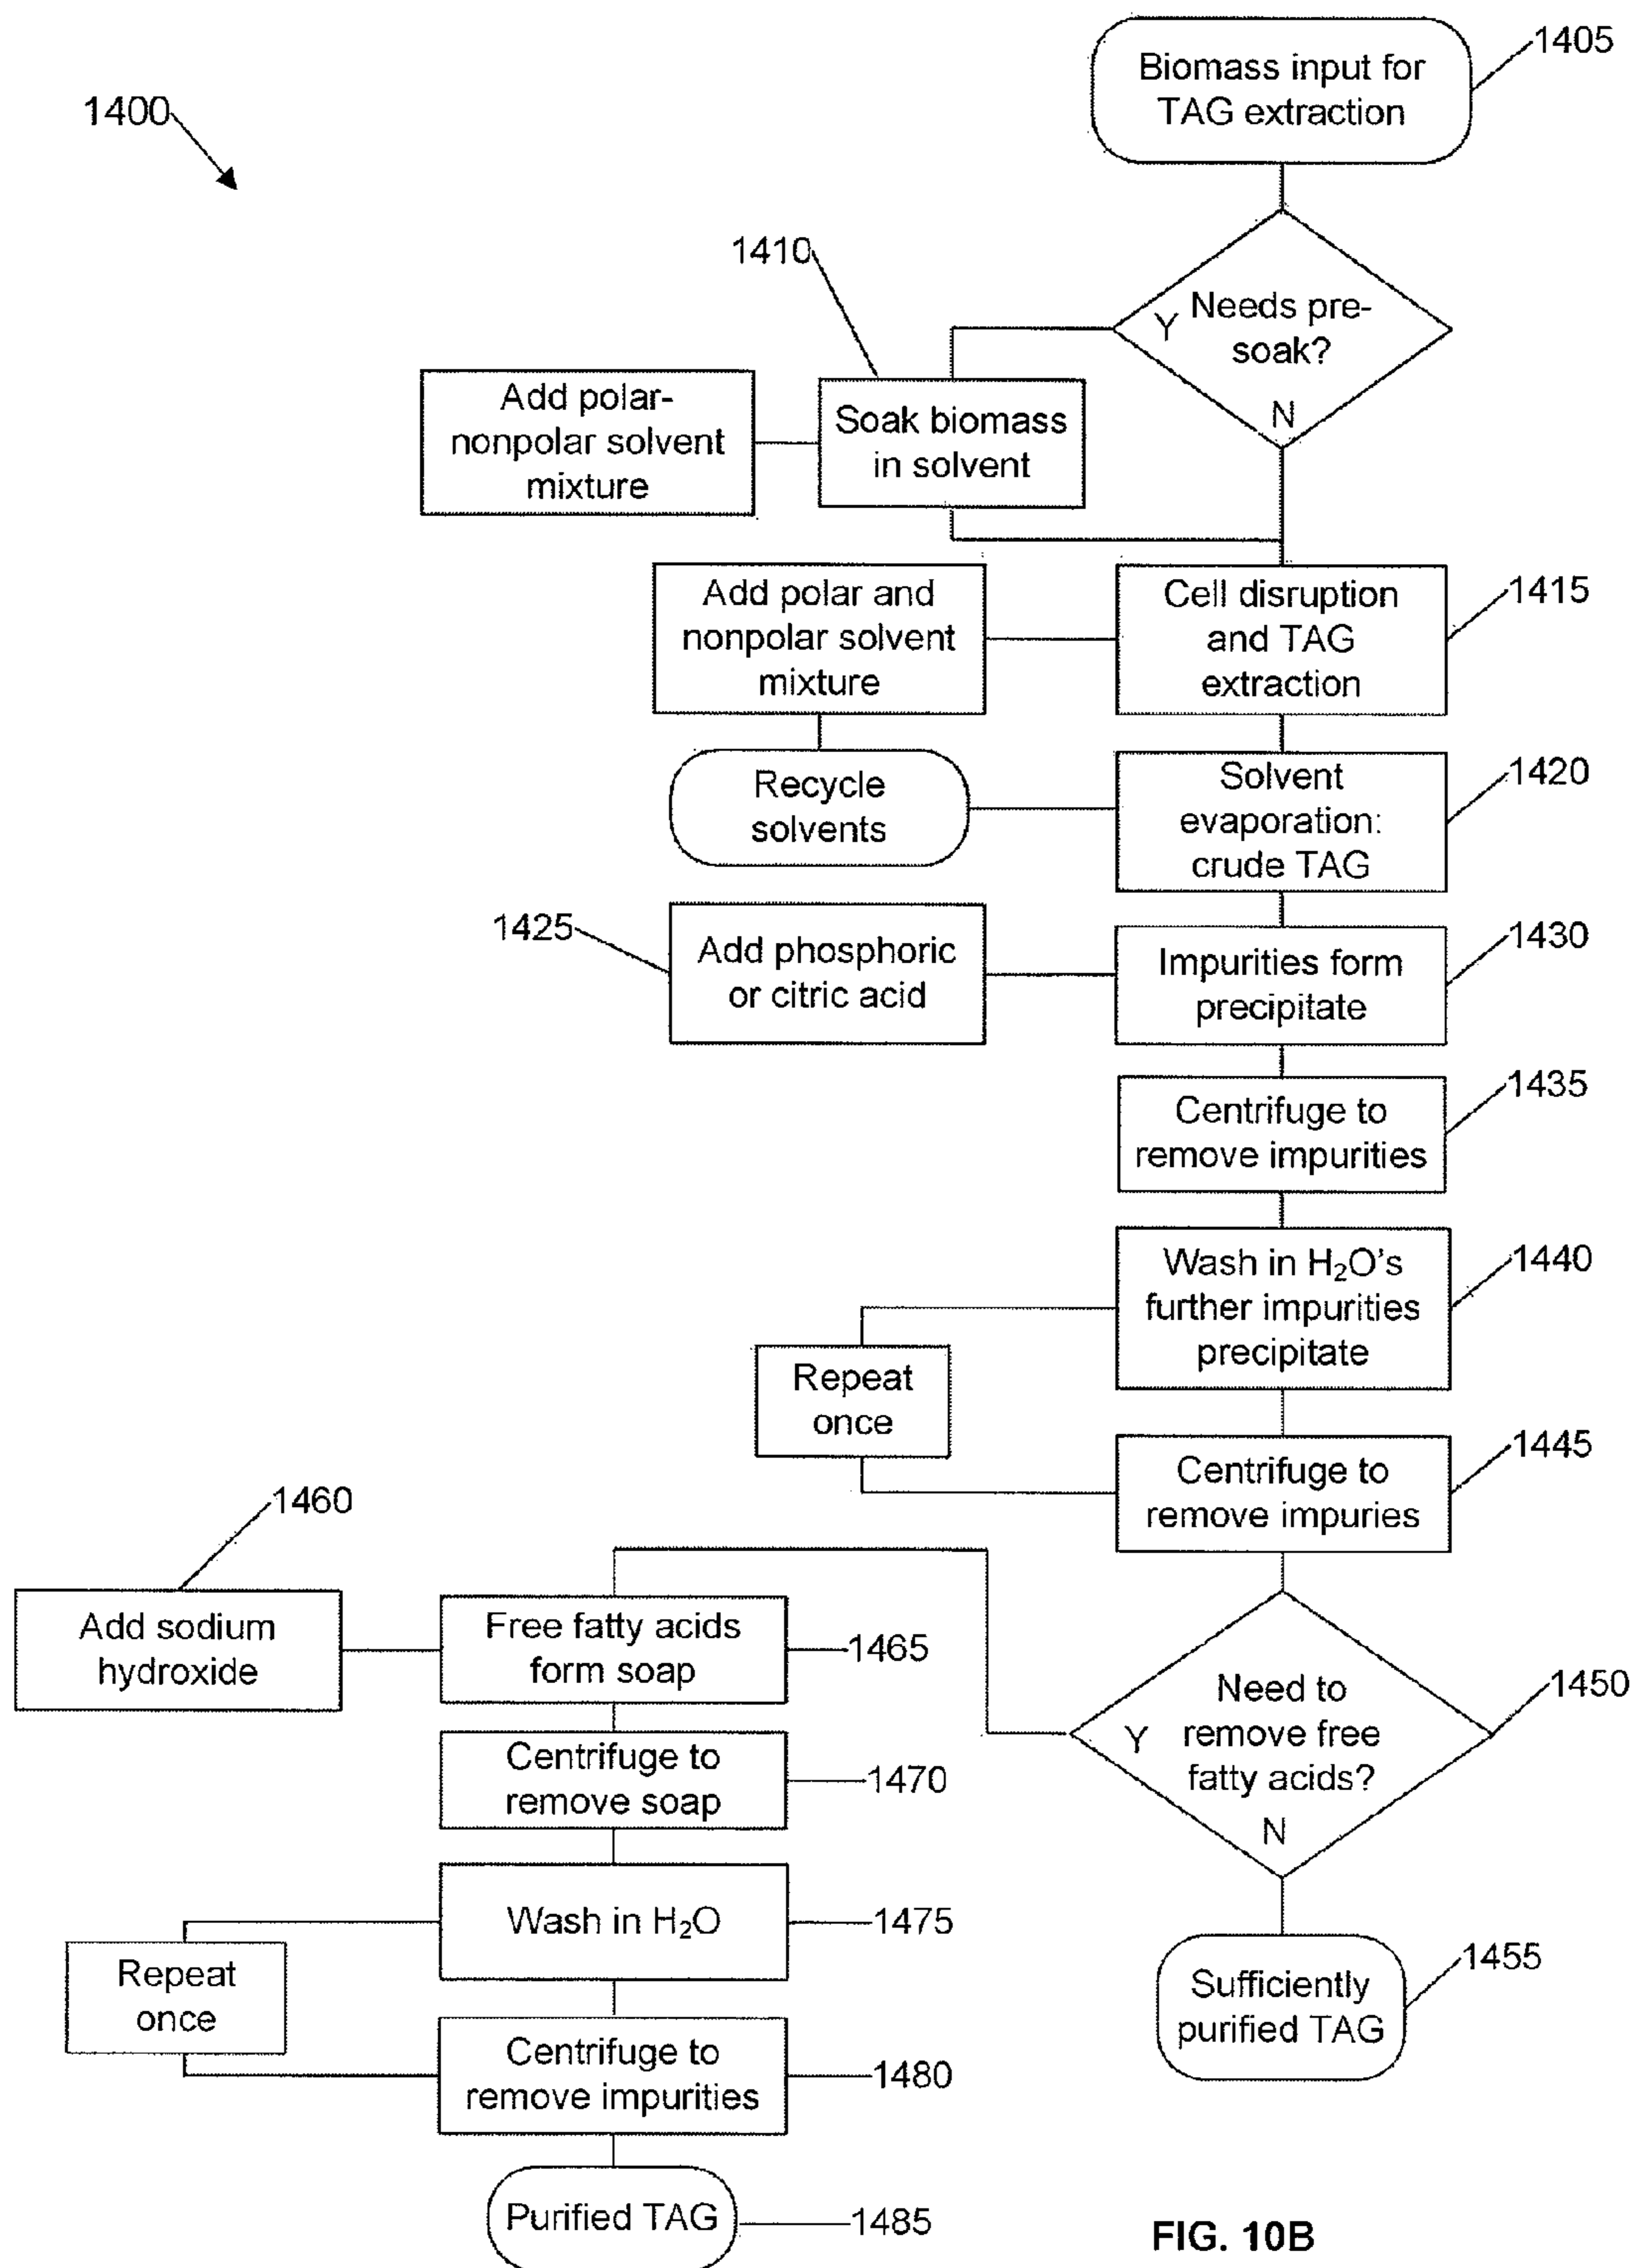 1400
1405
Biomass input for
TAG extraction
Y
Needs pre-
soak?
N
1410
Add polar-
nonpolar solvent
mixture
Soak biomass
in solvent
Add polar and
nonpolar solvent
mixture
Cell disruption
and TAG
extraction
1415
Recycle
solvents
Solvent
evaporation:
crude TAG
1420
1425
Add phosphoric
or citric acid
Impurities form
precipitate
1430
Centrifuge to
remove impurities
1435
Wash in H₂O's
further impurities
precipitate
1440
Repeat
once
Centrifuge to
remove impuries
1445
1460
Add sodium
hydroxide
Free fatty acids
form soap
1465
Y
Need to
remove free
fatty acids?
N
1450
Centrifuge to
remove soap
1470
Wash in H₂O
1475
Repeat
once
Centrifuge to
remove impurities
1480
Sufficiently
purified TAG
1455
Purified TAG
1485
FIG. 10B